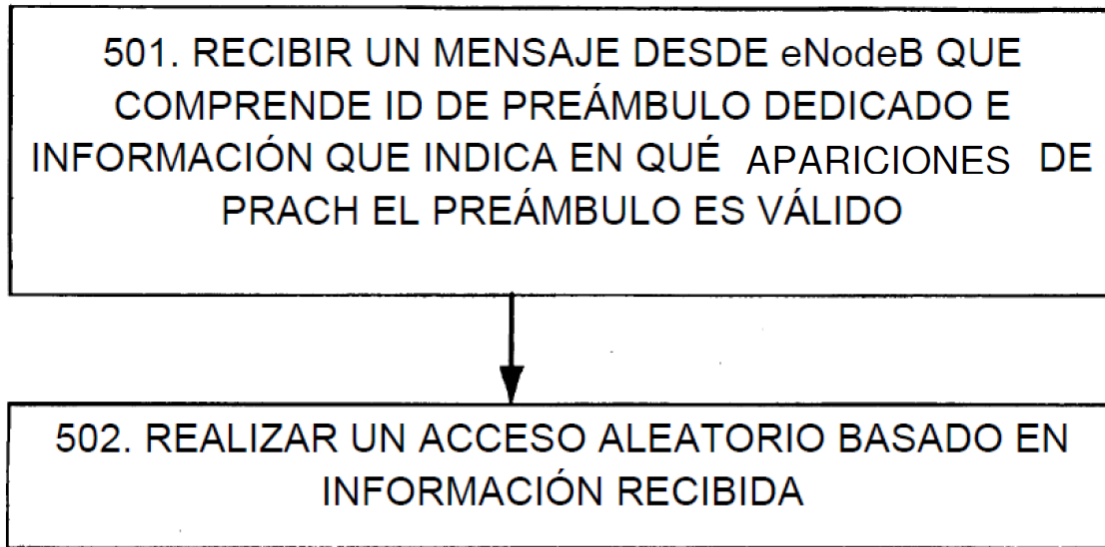 501. RECIBIR UN MENSAJE DESDE eNodeB QUE
COMPRENDE ID DE PREÁMBULO DEDICADO E
INFORMACIÓN QUE INDICA EN QUÉ APARICIONES DE
PRACH EL PREÁMBULO ES VÁLIDO
502. REALIZAR UN ACCESO ALEATORIO BASADO EN
INFORMACIÓN RECIBIDA